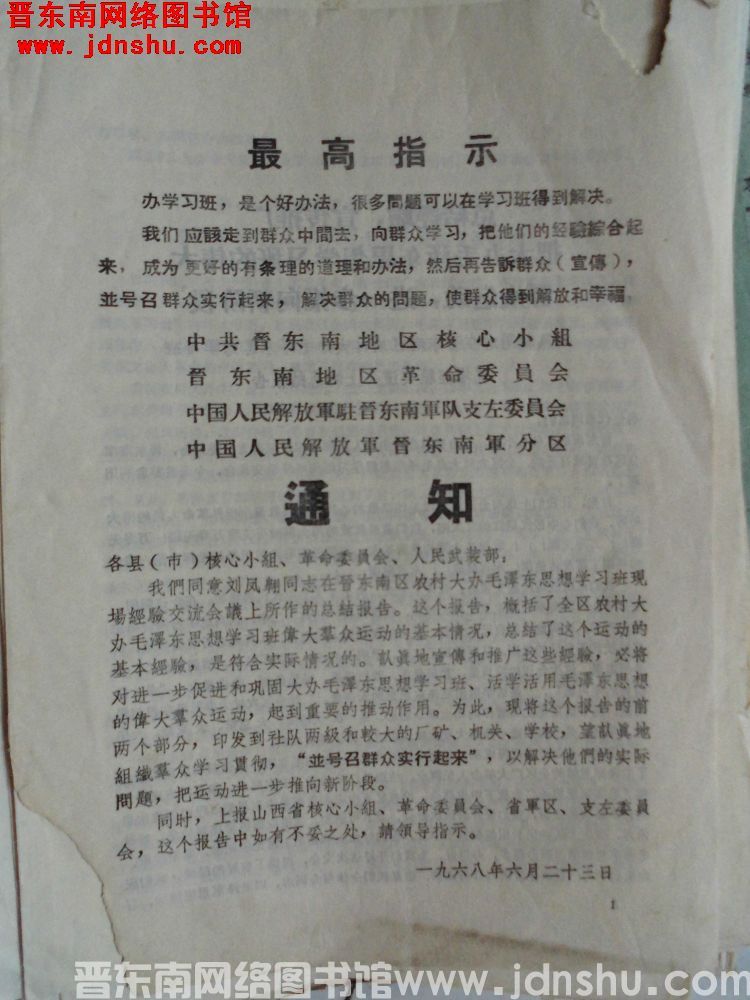 晋东南网络图书馆
www.jdnshu.com
最高指示
办学习班，是个好办法，很多問題可以在学习班得到解决。
我們应該走到群众中間去，向群众学习，把他們的经驗綜合起
来，成为更好的有条理的道理和办法，然后再告訴群众（宣傳），
並号召群众实行起来，解决群众的問題，使群众得到解放和幸福
中共晋东南地区核心小組
晋东南地区革命委員会
中国人民解放軍駐晋东南軍队支左委員会
中国人民解放軍晋东南軍分区
通知
各县（市）核心小組、革命委員会、人民武装部：
我們同意刘凤翱同志在晋东南区农村大办毛澤东思想学习班现
場經驗交流会議上所作的总結报告。这个报告，概括了全区农村大
办毛澤东思想学习班偉大羣众运动的基本情况，总結了这个运动的
基本經驗，是符合实际情况的。認眞地宣傳和推广这些經驗，必将
对进一步促进和巩固大办毛澤东思想学习班、活学活用毛澤东思想
的偉大羣众运动，起到重要的推动作用。为此，现将这个报告的前
两个部分，印发到社队两級和較大的厂矿、机关、学校，望認眞地
組織羣众学习貫彻，“並号召群众实行起来”，以解决他們的实际
問題，把运动进一步推向新阶段。
同时，上报山西省核心小組、革命委員会、省軍区、支左委員
会，这个报告中如有不妥之处，請領导指示。
一九六八年六月二十三日
1
晋东南网络图书馆www.jdnshu.com